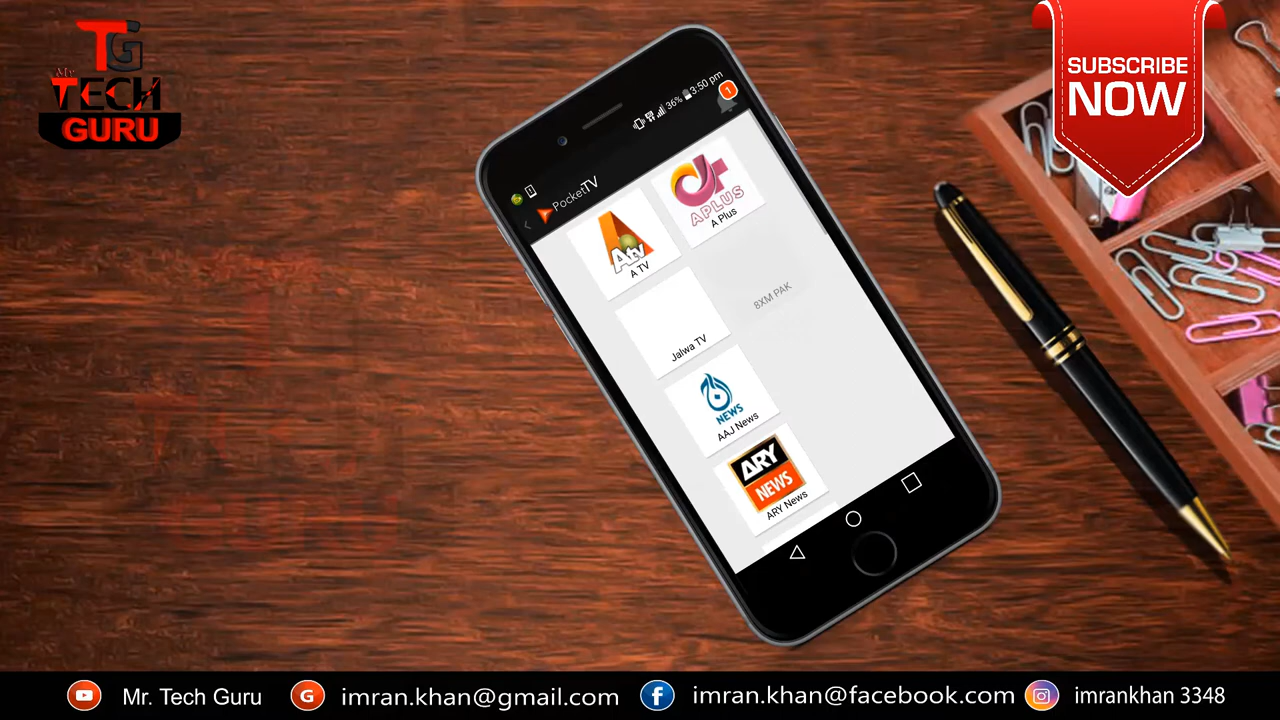 TG
Mr
TECH
GURU
SUBSCRIBE
NOW
36% 3:50 pm
1
PocketTV
APLUS
A Plus
Atv
A TV
8XM PAK
Jalwa TV
NEWS
AAJ News
ARY
NEWS
ARY News
Mr. Tech Guru
G
imran.khan@gmail.com
f
imran.khan@facebook.com
imrankhan 3348